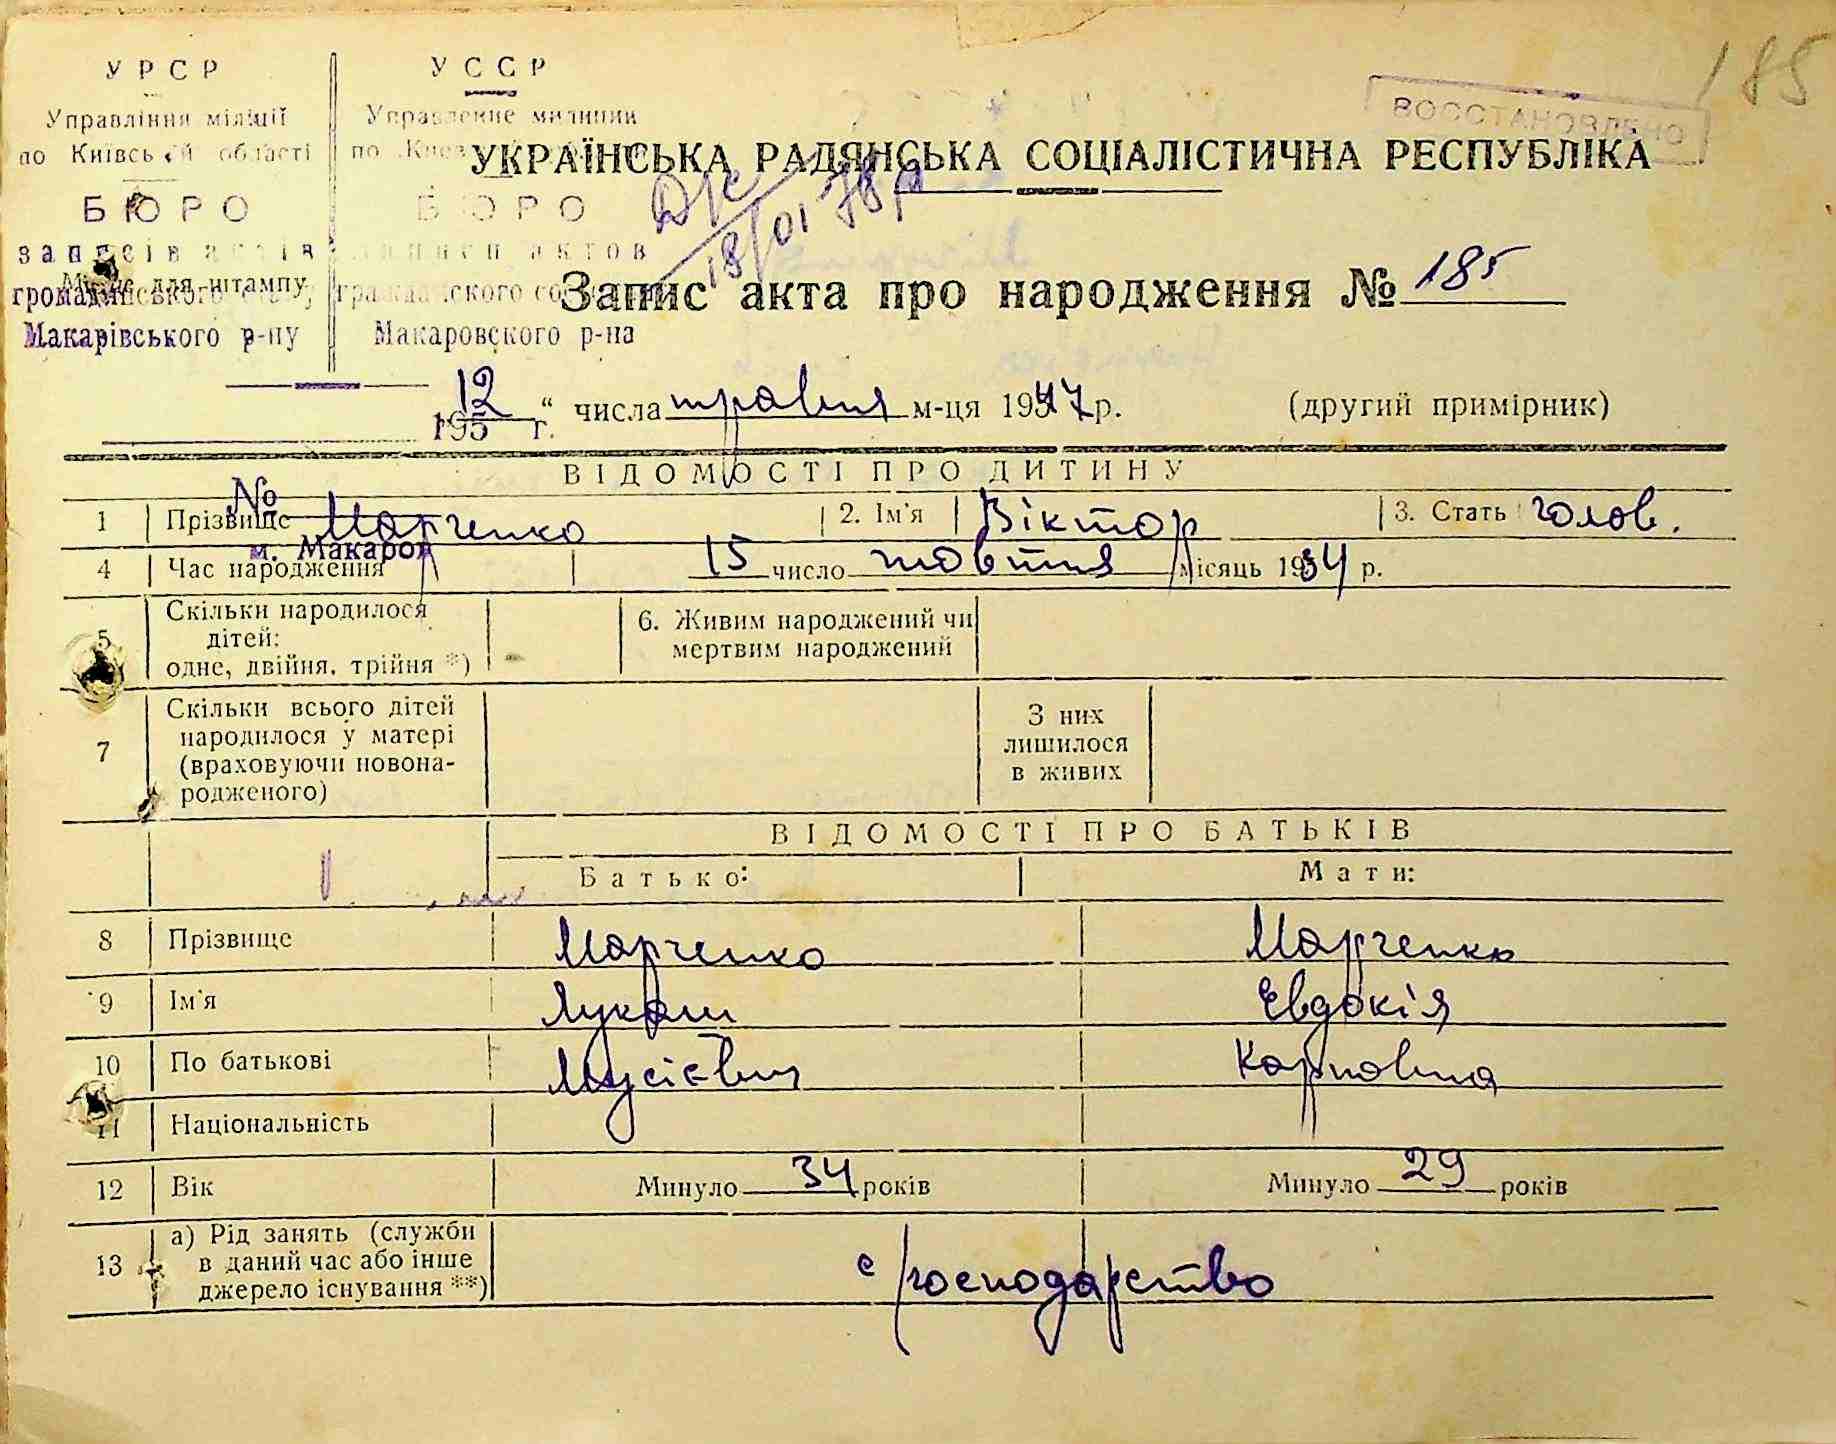 185
УРСР
Управління міліції
по Київській області
БЮРО
записів актів
громадянського стану
Місце для штампу
Макарівського р-ну
УССР
Управление милиции
по Киев
БЮРО
записи актов
гражданского со
Макаровского р-на
ВОССТАНОВЛЕНО
УКРАЇНСЬКА РАДЯНСЬКА СОЦІАЛІСТИЧНА РЕСПУБЛІКА
18/01 78р
Запис акта про народження № 185
12 “ числа травня м-ця 1947 р. (другий примірник)
195 г.
ВІДОМОСТІ ПРО ДИТИНУ
№
1 Прізвище Марченко 2. Ім'я Віктор 3. Стать чолов.
м. Макаров
4 Час народження 15 число жовтня місяць 1934 р.
5 Скільки народилося дітей: одне, двійня, трійня *) 6. Живим народжений чи мертвим народжений
7 Скільки всього дітей народилося у матері (враховуючи новонародженого) З них лишилося в живих
ВІДОМОСТІ ПРО БАТЬКІВ
Батько: Мати:
8 Прізвище Марченко Марченко
9 Ім'я Лукаш Евдокія
10 По батькові Мусієвич Карповна
11 Національність
12 Вік Минуло 34 років Минуло 29 років
13 а) Рід занять (служби в даний час або інше джерело існування **) с/господарство